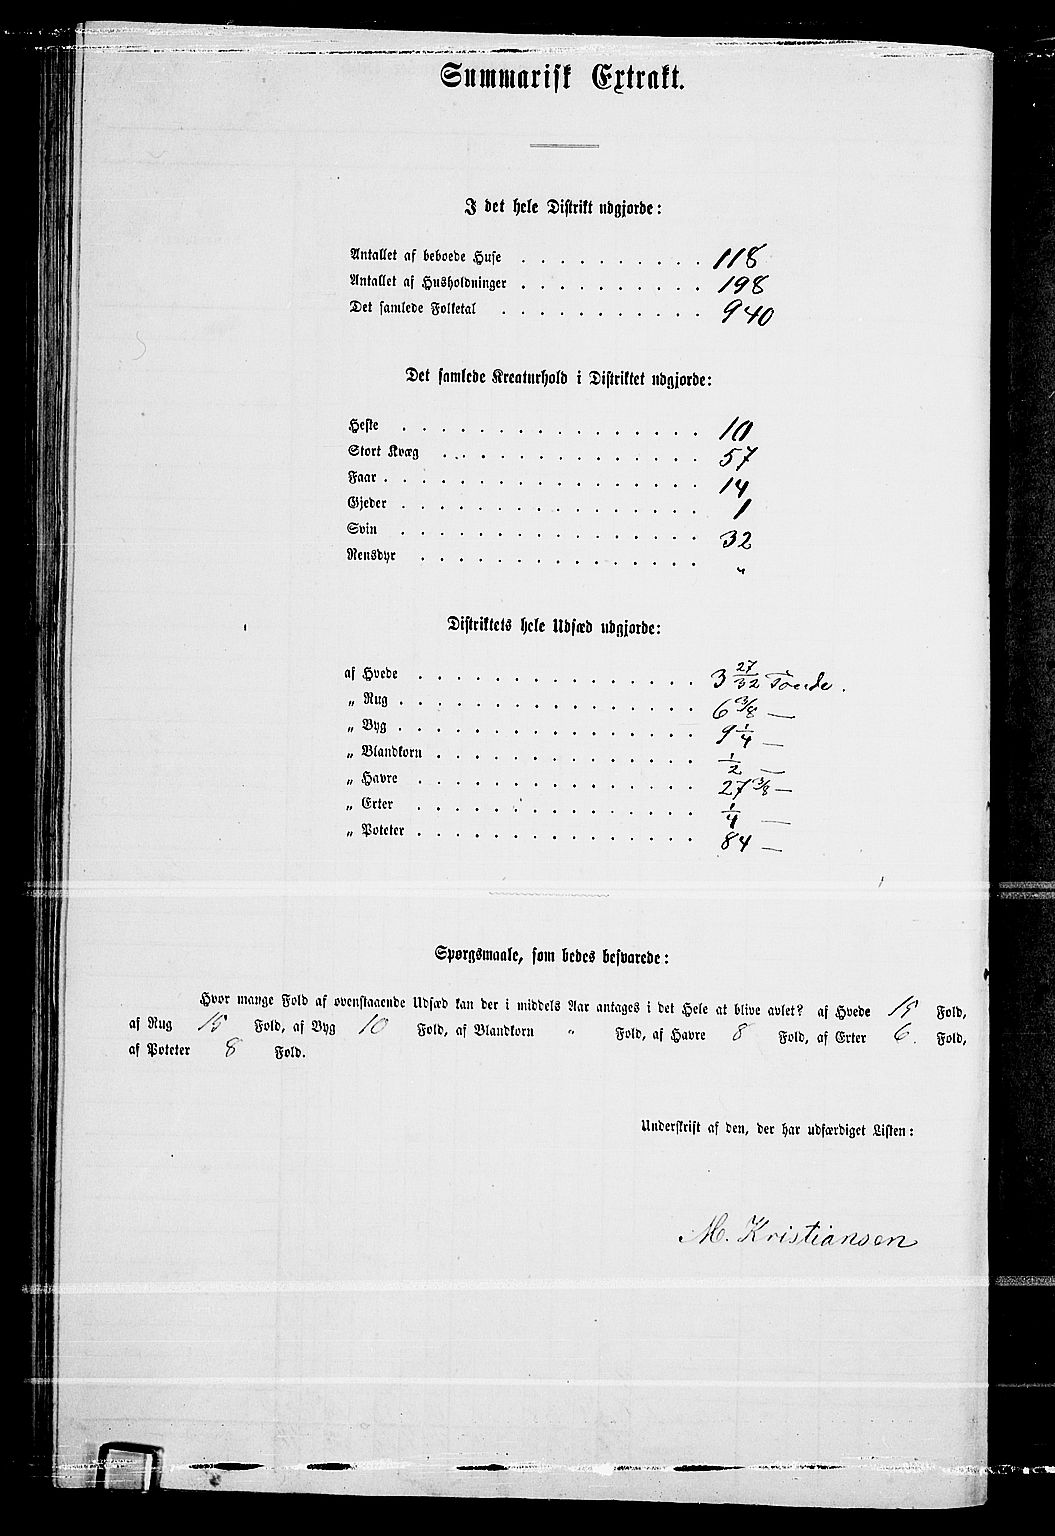 Summarisk Extrakt.
I det hele Distrikt udgjorde:
Antallet af beboede Huse . . . . . . . . . . 118
Antallet af Husholdninger . . . . . . . . . . 198
Det samlede Folketal . . . . . . . . . . . 940
Det samlede Kreaturhold i Distriktet udgjorde:
Heste . . . . . . . . . . . . . . . . 10
Stort Kvæg . . . . . . . . . . . . . . 57
Faar . . . . . . . . . . . . . . . . . 14
Gjeder . . . . . . . . . . . . . . . . 1
Svin . . . . . . . . . . . . . . . . 32
Rensdyr . . . . . . . . . . . . . . . "
Distriktets hele Udsæd udgjorde:
af Hvede . . . . . . . . . . . . . . . 3 27/32 Tønde.
„ Rug . . . . . . . . . . . . . . . . 6 3/8 —
„ Byg . . . . . . . . . . . . . . . . 9 1/4 —
„ Blandkorn . . . . . . . . . . . . . . 1/2 —
„ Havre . . . . . . . . . . . . . . . 27 3/8 —
„ Erter . . . . . . . . . . . . . . . 1/4 —
„ Poteter . . . . . . . . . . . . . . . 84 —
Spørgsmaale, som bedes besvarede:
Hvor mange Fold af ovenstaaende Udsæd kan der i middels Aar antages i det Hele at blive avlet? af Hvede 15 Fold,
af Rug 15 Fold, af Byg 10 Fold, af Blandkorn " Fold, af Havre 8 Fold, af Erter 6. Fold,
af Poteter 8 Fold.
Underskrift af den, der har udfærdiget Listen:
M. Kristiansen